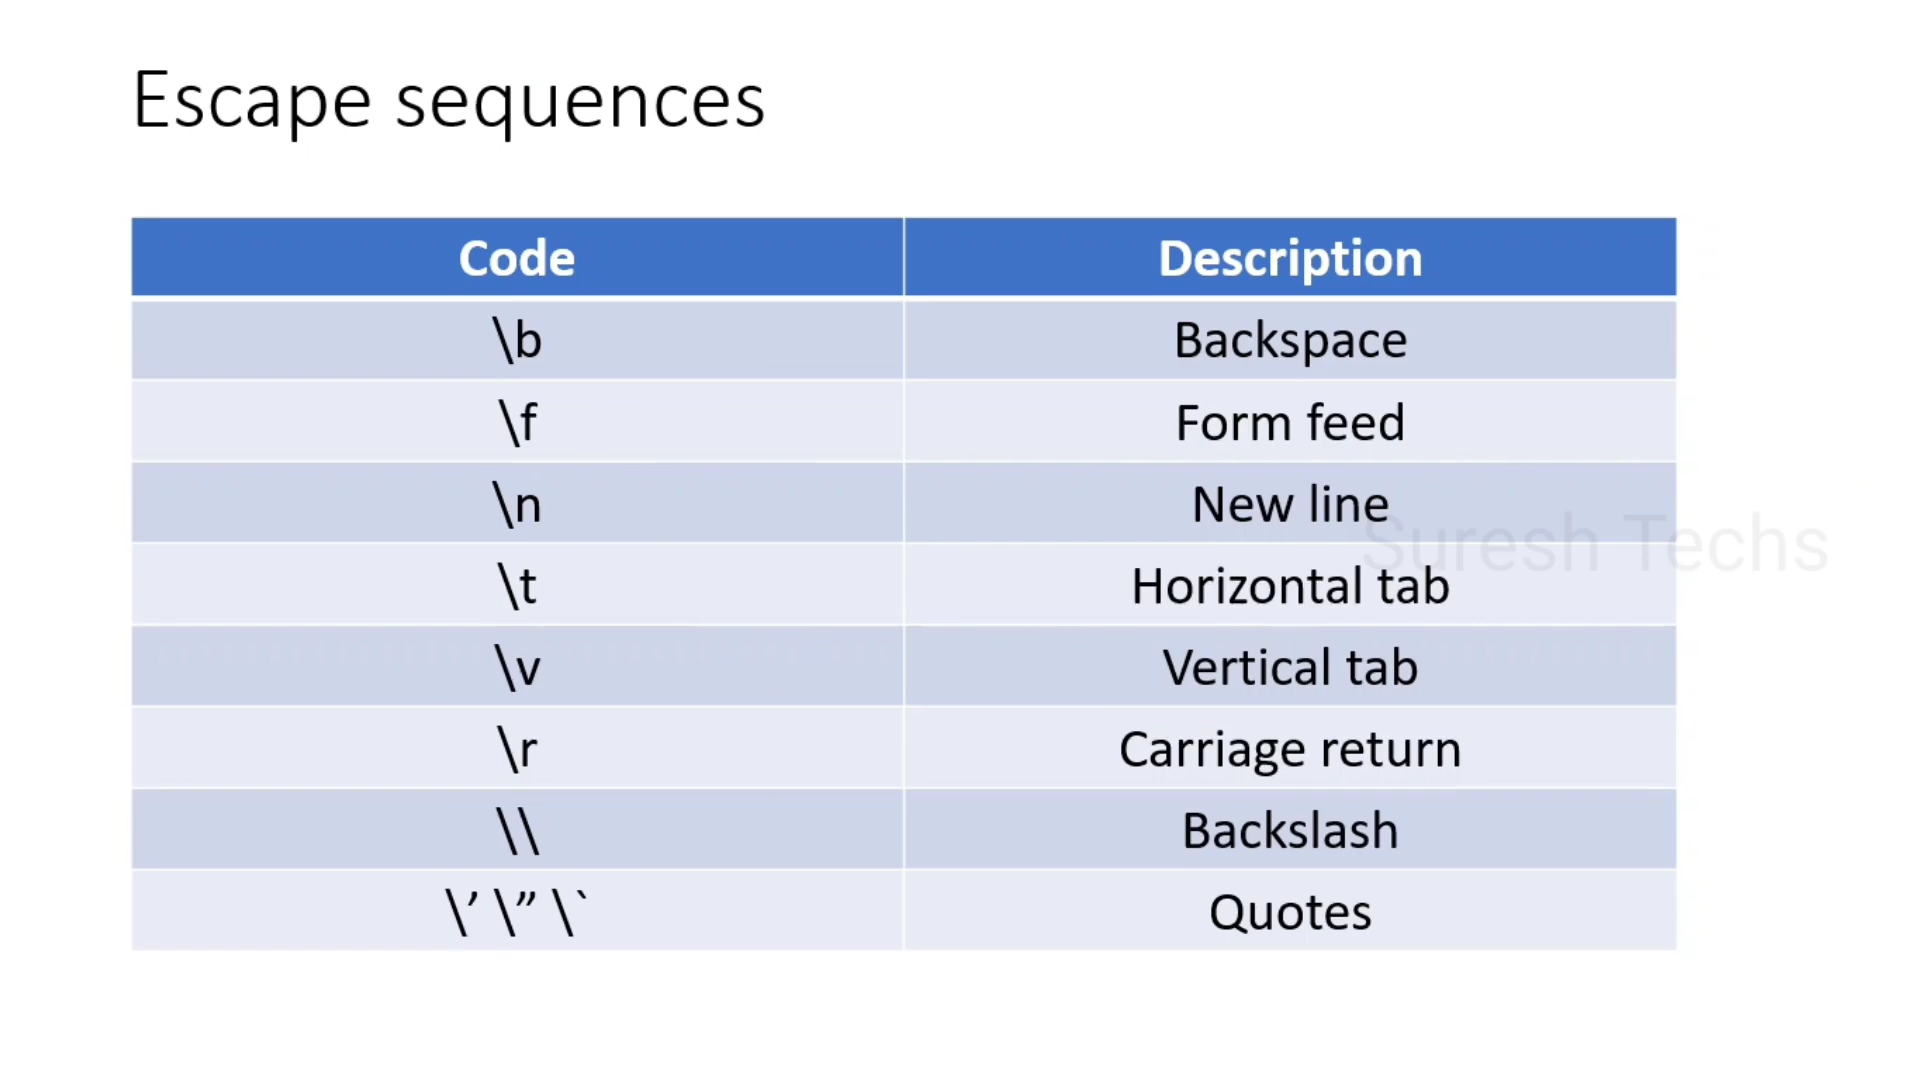 Escape sequences
Code Description
\b Backspace
\f Form feed
\n New line
Suresh Techs
\t Horizontal tab
\v Vertical tab
\r Carriage return
\\ Backslash
\’ \” \` Quotes